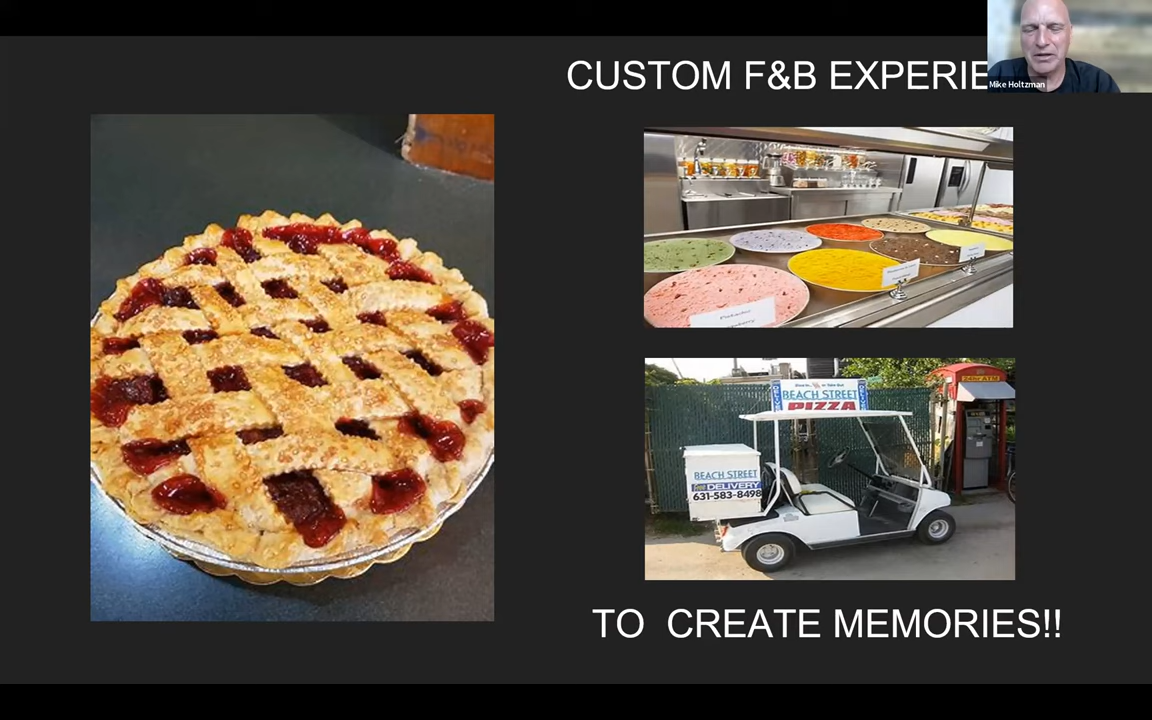 CUSTOM F&B EXPERIE
Mike Holtzman
BEACH STREET
PIZZA
BEACH STREET
DELIVERY
631-583-8498
TO CREATE MEMORIES!!